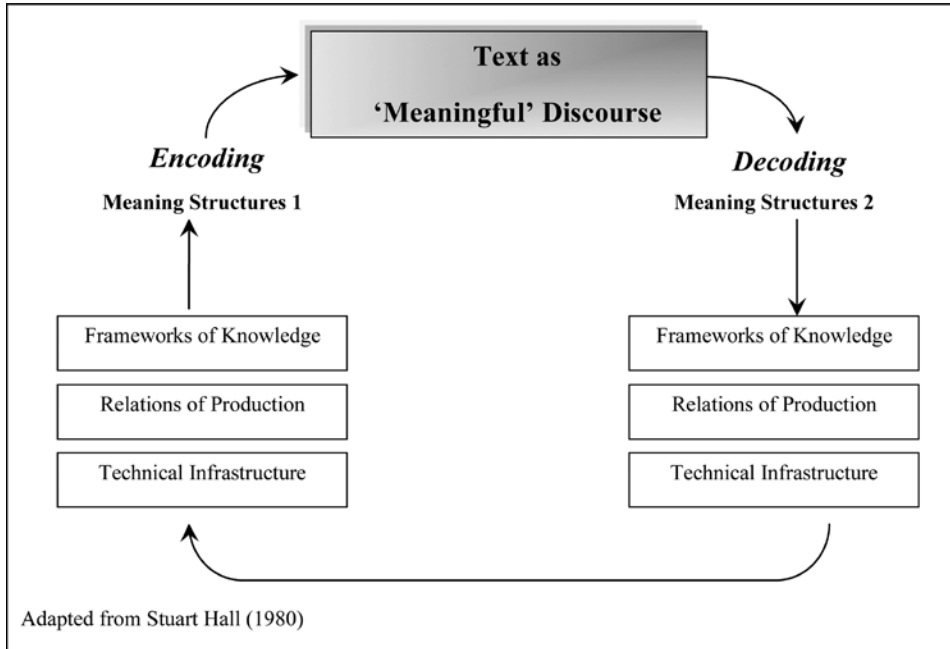 Text as
‘Meaningful’ Discourse
Encoding
Meaning Structures 1
Decoding
Meaning Structures 2
Frameworks of Knowledge
Relations of Production
Technical Infrastructure
Frameworks of Knowledge
Relations of Production
Technical Infrastructure
Adapted from Stuart Hall (1980)